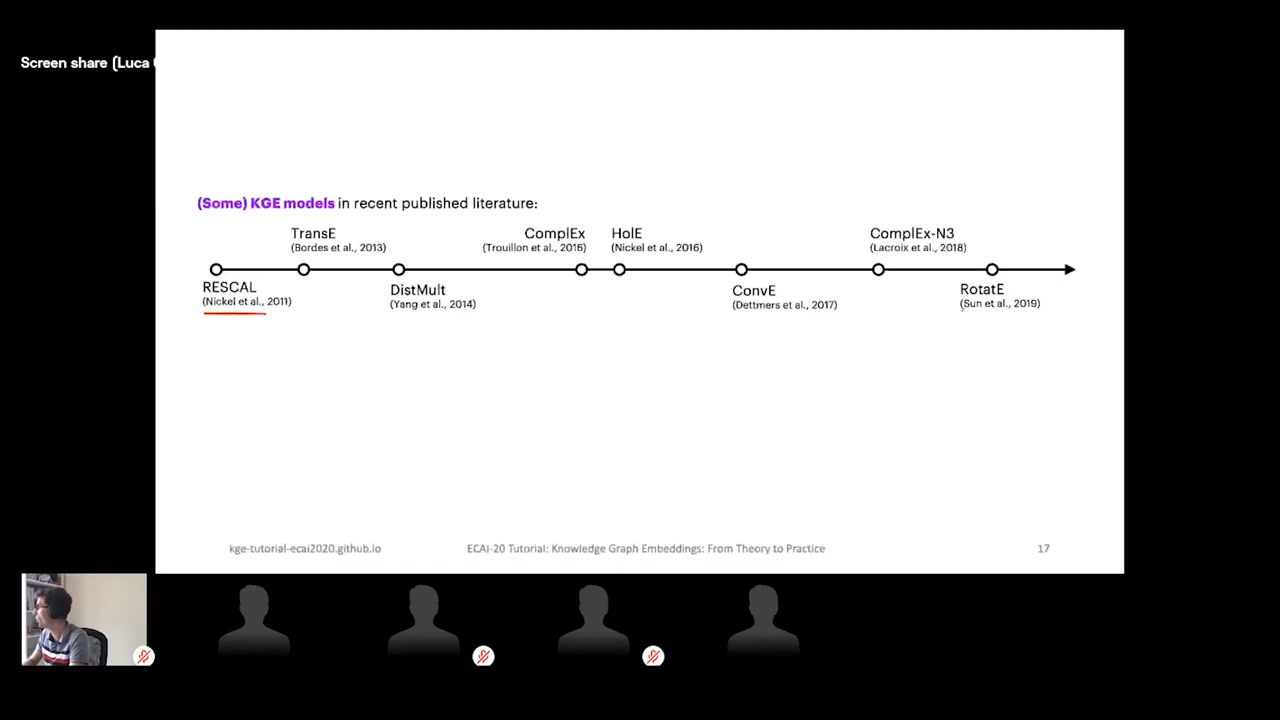 Screen share (Luca
(Some) KGE models in recent published literature:
TransE
(Bordes et al., 2013)
ComplEx
(Trouillon et al., 2016)
HolE
(Nickel et al., 2016)
ComplEx-N3
(Lacroix et al., 2018)
RESCAL
(Nickel et al., 2011)
DistMult
(Yang et al., 2014)
ConvE
(Dettmers et al., 2017)
RotatE
(Sun et al., 2019)
kge-tutorial-ecai2020.github.io
ECAI-20 Tutorial: Knowledge Graph Embeddings: From Theory to Practice
17